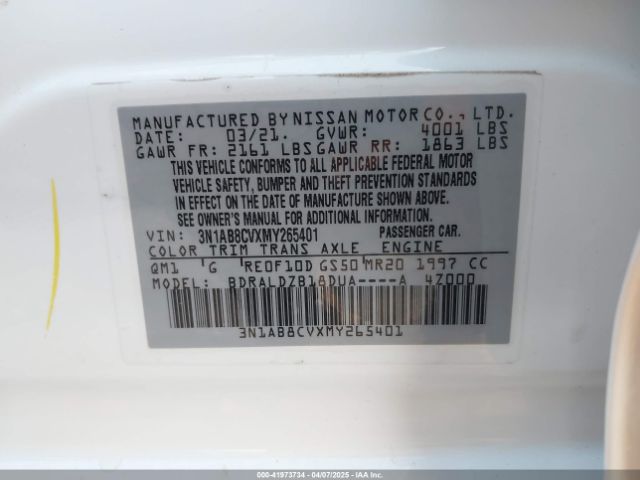 MANUFACTURED BY NISSAN MOTOR CO., LTD.
DATE: 03/21. GVWR: 4001 LBS
GAWR FR: 2161 LBS GAWR RR: 1863 LBS
THIS VEHICLE CONFORMS TO ALL APPLICABLE FEDERAL MOTOR
VEHICLE SAFETY, BUMPER AND THEFT PREVENTION STANDARDS
IN EFFECT ON THE DATE OF MANUFACTURE SHOWN ABOVE.
SEE OWNER'S MANUAL FOR ADDITIONAL INFORMATION.
VIN: 3N1AB8CVXMY265401 PASSENGER CAR.
COLOR TRIM TRANS AXLE ENGINE
QM1 G RE0F10D GS50 MR20 1997 CC
MODEL: BDRALDZB18DUA----A 4Z000
3N1AB8CVXMY265401
000-41973734 - 04/07/2025 - IAAI.COM